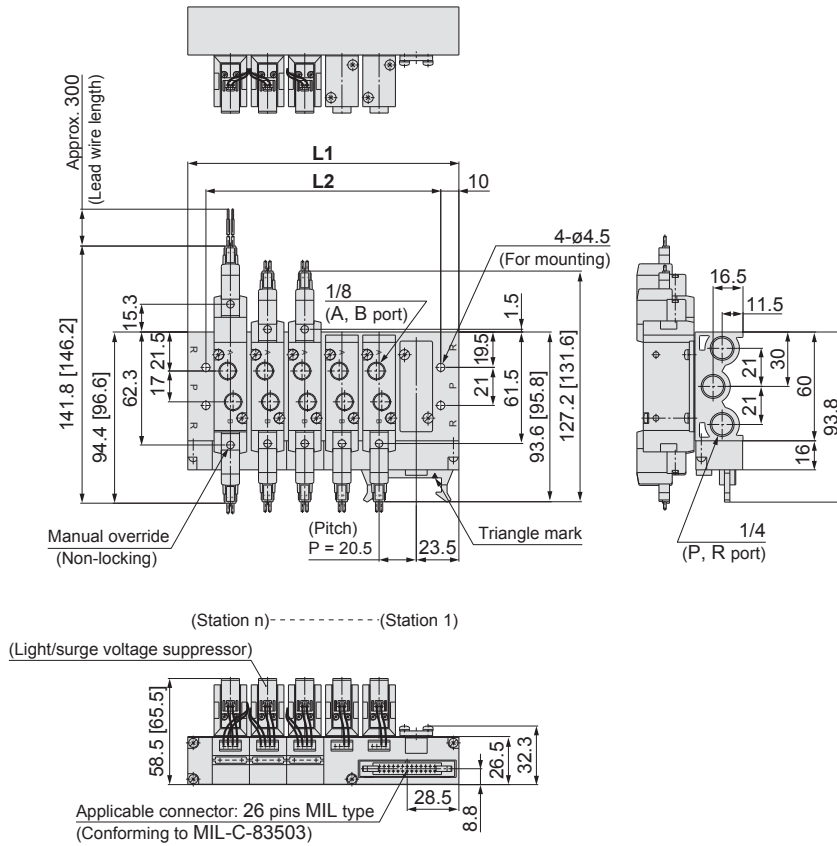 Approx. 300
(Lead wire length)
L1
L2
10
4-ø4.5
(For mounting)
1/8
(A, B port)
1.5
15.3
21.5
17
62.3
94.4 [96.6]
141.8 [146.2]
19.5
21
61.5
93.6 [95.8]
127.2 [131.6]
R
P
R
A
A
A
A
A
B
B
B
B
B
R
P
R
16.5
11.5
21
21
30
60
16
93.8
1/4
(P, R port)
Manual override
(Non-locking)
(Pitch)
P = 20.5
23.5
Triangle mark
(Station n)
(Station 1)
(Light/surge voltage suppressor)
58.5 [65.5]
26.5
32.3
28.5
8.8
Applicable connector: 26 pins MIL type
(Conforming to MIL-C-83503)